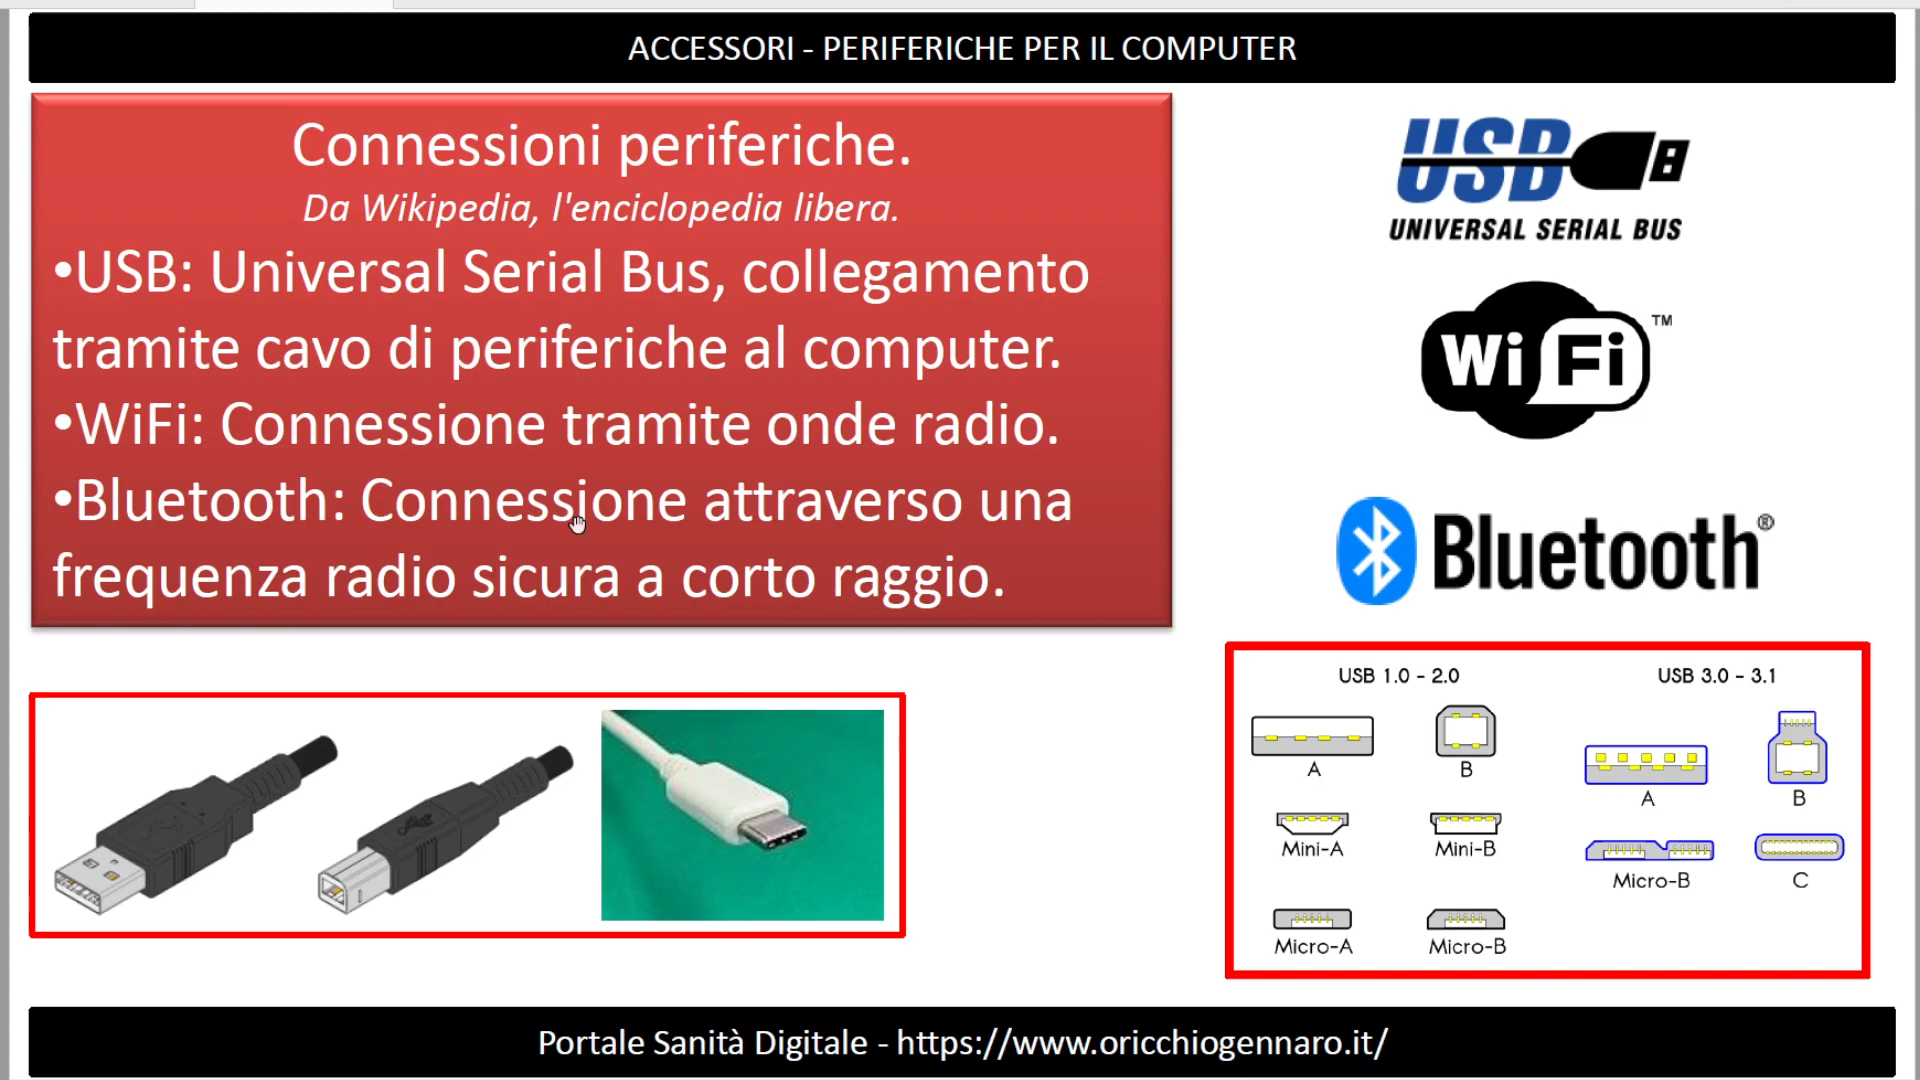 ACCESSORI - PERIFERICHE PER IL COMPUTER
Connessioni periferiche.
Da Wikipedia, l'enciclopedia libera.
•USB: Universal Serial Bus, collegamento
tramite cavo di periferiche al computer.
•WiFi: Connessione tramite onde radio.
•Bluetooth: Connessione attraverso una
frequenza radio sicura a corto raggio.
USB
UNIVERSAL SERIAL BUS
WiFi™
Bluetooth®
USB 1.0 - 2.0
A
B
Mini-A
Mini-B
Micro-A
Micro-B
USB 3.0 - 3.1
A
B
Micro-B
C
Portale Sanità Digitale - https://www.oricchiogennaro.it/